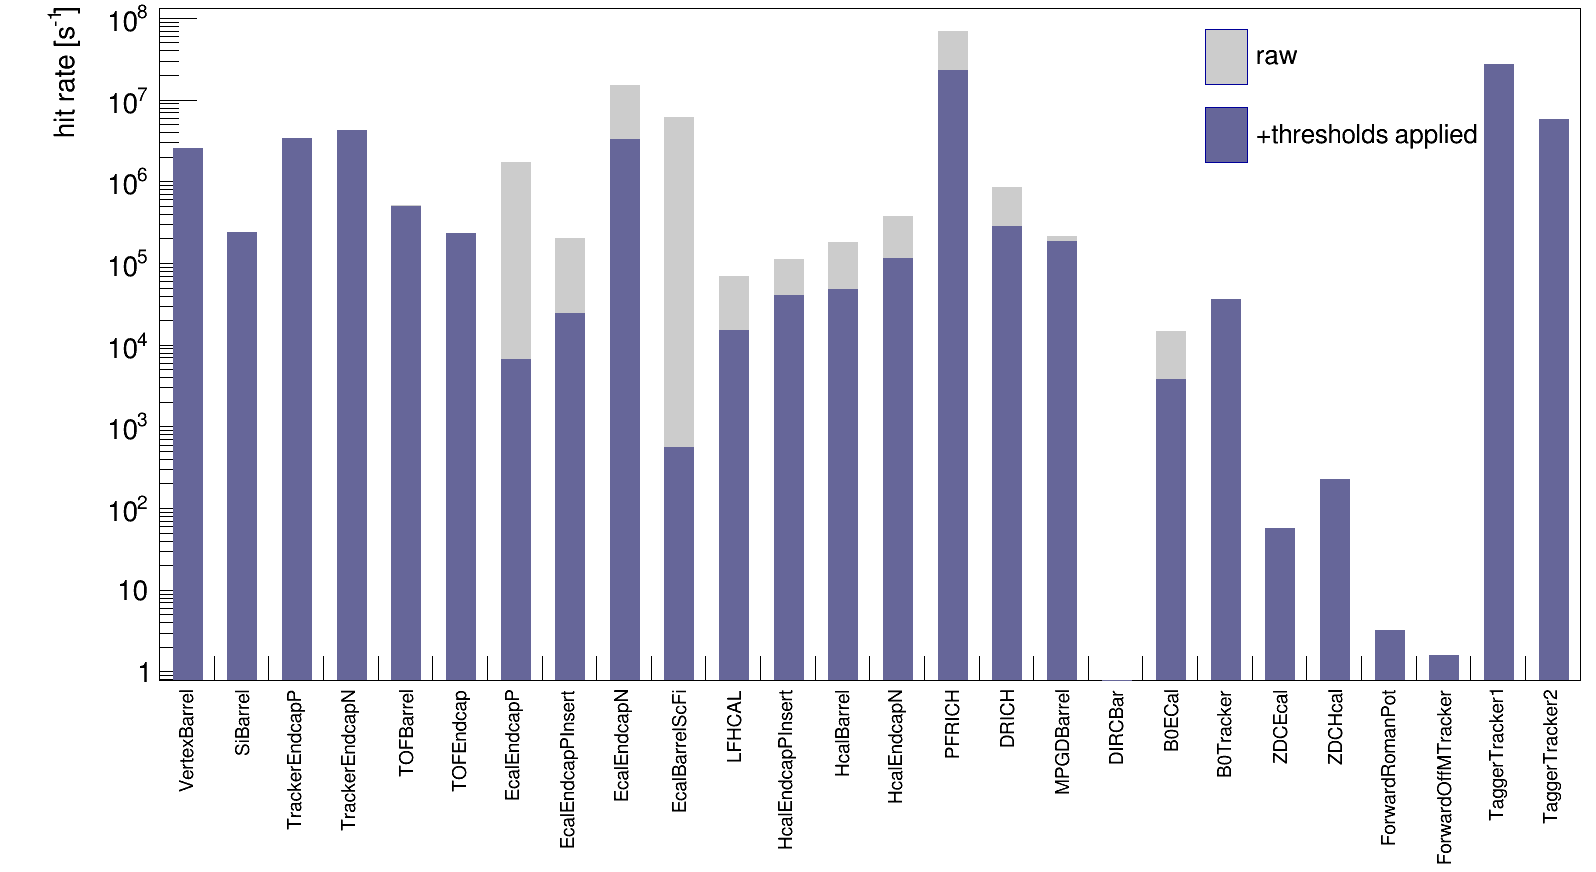 hit rate [s⁻¹]
10⁸
10⁷
10⁶
10⁵
10⁴
10³
10²
10
1
raw
+thresholds applied
VertexBarrel
SiBarrel
TrackerEndcapP
TrackerEndcapN
TOFBarrel
TOFEndcap
EcalEndcapP
EcalEndcapPInsert
EcalEndcapN
EcalBarrelScFi
LFHCAL
HcalEndcapPInsert
HcalBarrel
HcalEndcapN
PFRICH
DRICH
MPGDBarrel
DIRCBar
B0ECal
B0Tracker
ZDCEcal
ZDCHcal
ForwardRomanPot
ForwardOffMTracker
TaggerTracker1
TaggerTracker2